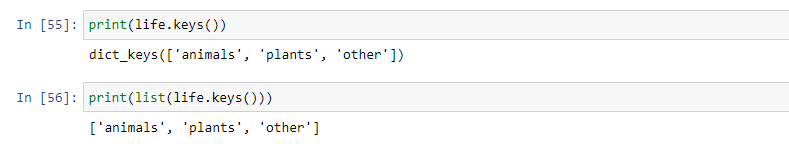 In [55]: print(life.keys())
dict_keys(['animals', 'plants', 'other'])
In [56]: print(list(life.keys()))
['animals', 'plants', 'other']